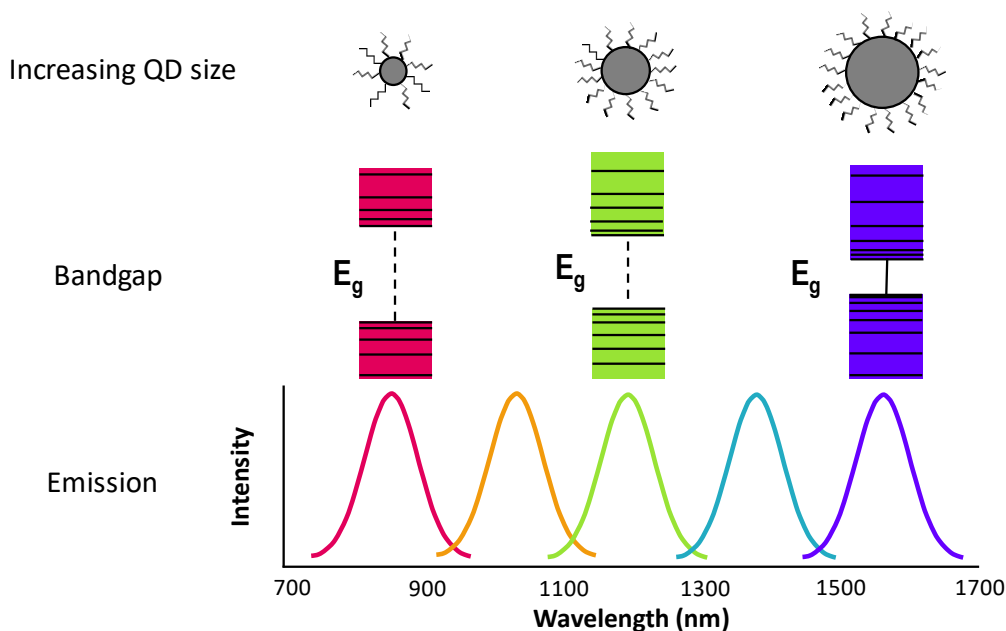 Increasing QD size
Bandgap
Eg
Eg
Eg
Emission
Intensity
700 900 1100 1300 1500 1700
Wavelength (nm)